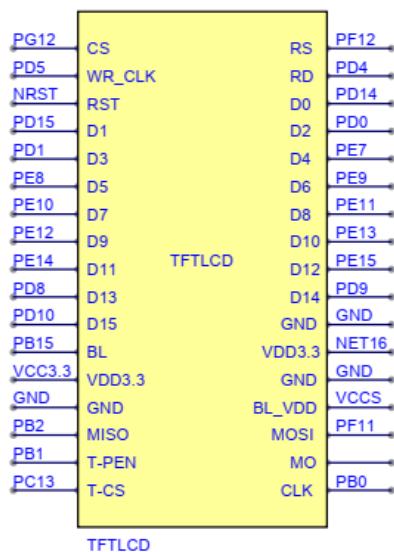 PG12 CS RS PF12
PD5 WR_CLK RD PD4
NRST RST D0 PD14
PD15 D1 D2 PD0
PD1 D3 D4 PE7
PE8 D5 D6 PE9
PE10 D7 D8 PE11
PE12 D9 D10 PE13
PE14 D11 TFTLCD D12 PE15
PD8 D13 D14 PD9
PD10 D15 GND GND
PB15 BL VDD3.3 NET16
VCC3.3 VDD3.3 GND GND
GND GND BL_VDD VCCS
PB2 MISO MOSI PF11
PB1 T-PEN MO
PC13 T-CS CLK PB0
TFTLCD